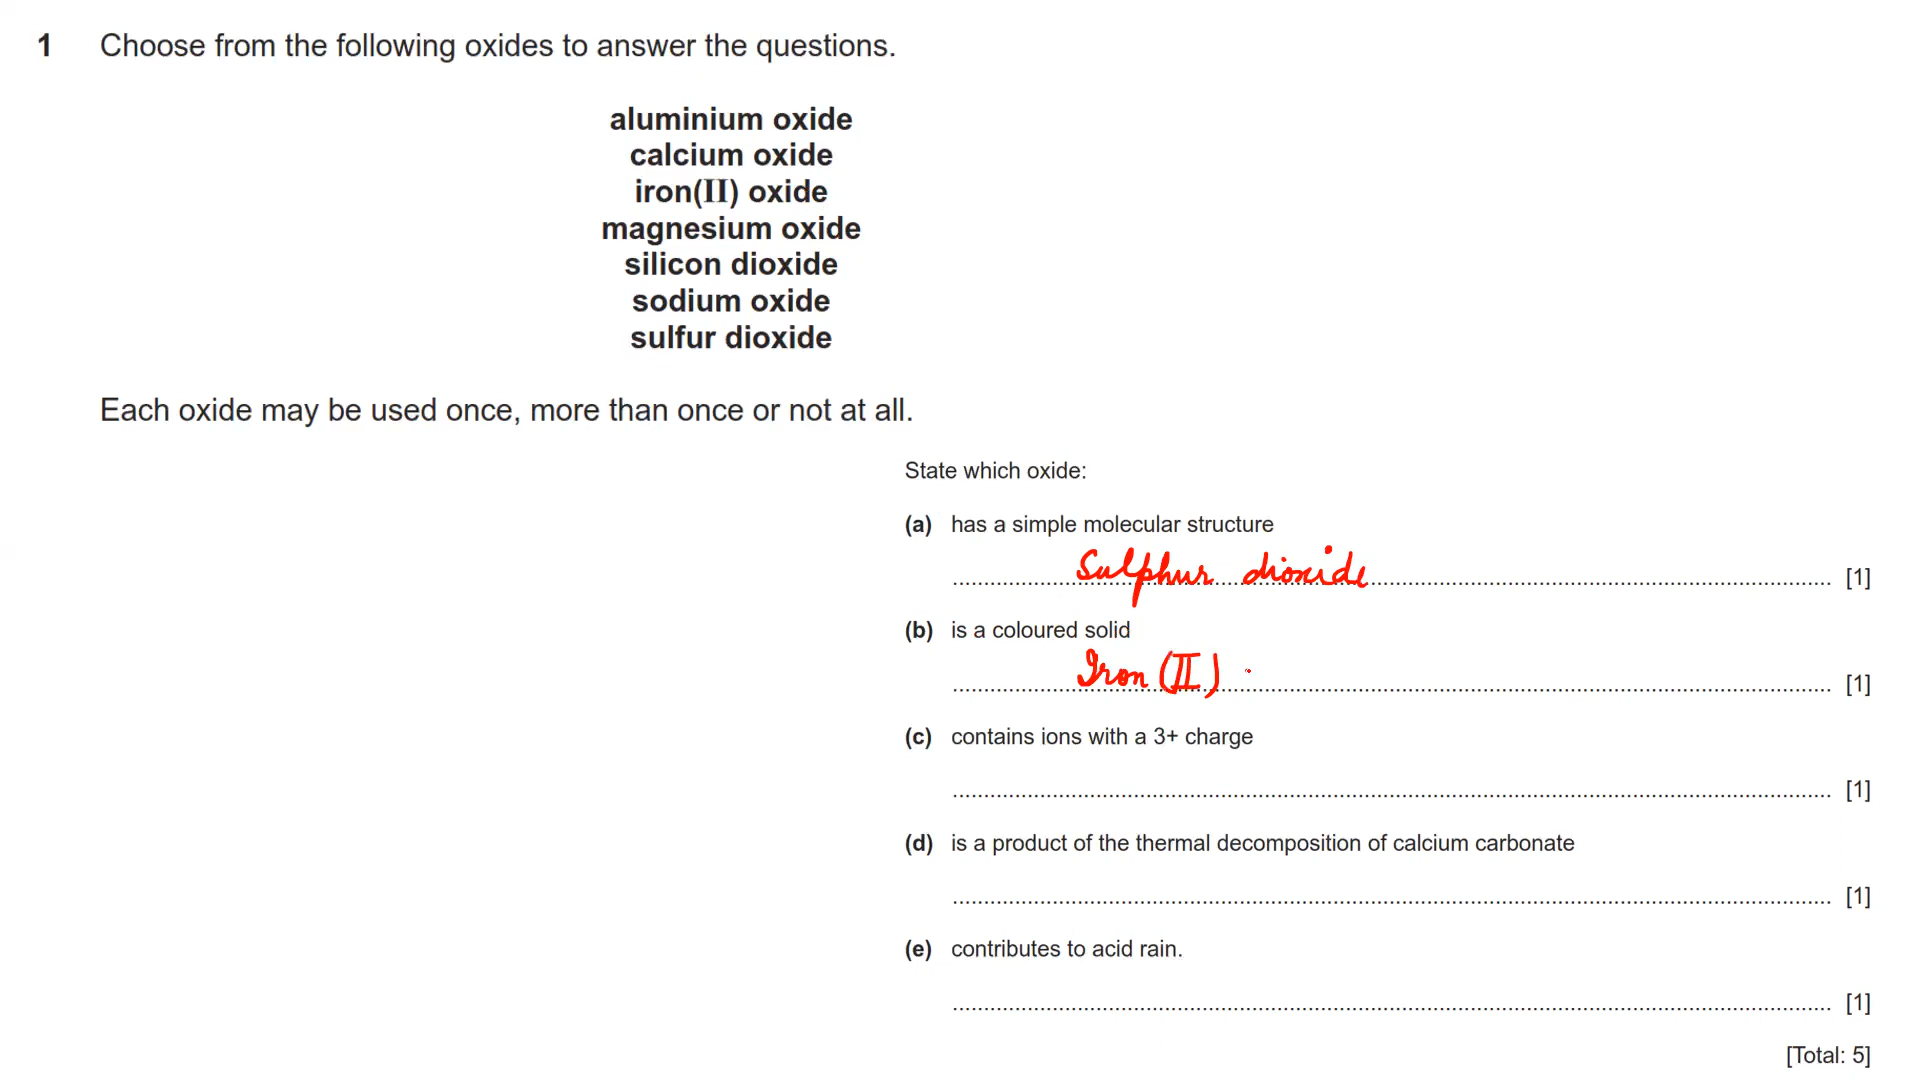 1 Choose from the following oxides to answer the questions.
aluminium oxide
calcium oxide
iron(II) oxide
magnesium oxide
silicon dioxide
sodium oxide
sulfur dioxide
Each oxide may be used once, more than once or not at all.
State which oxide:
(a) has a simple molecular structure
Sulphur dioxide [1]
(b) is a coloured solid
Iron (II) [1]
(c) contains ions with a 3+ charge
[1]
(d) is a product of the thermal decomposition of calcium carbonate
[1]
(e) contributes to acid rain.
[1]
[Total: 5]